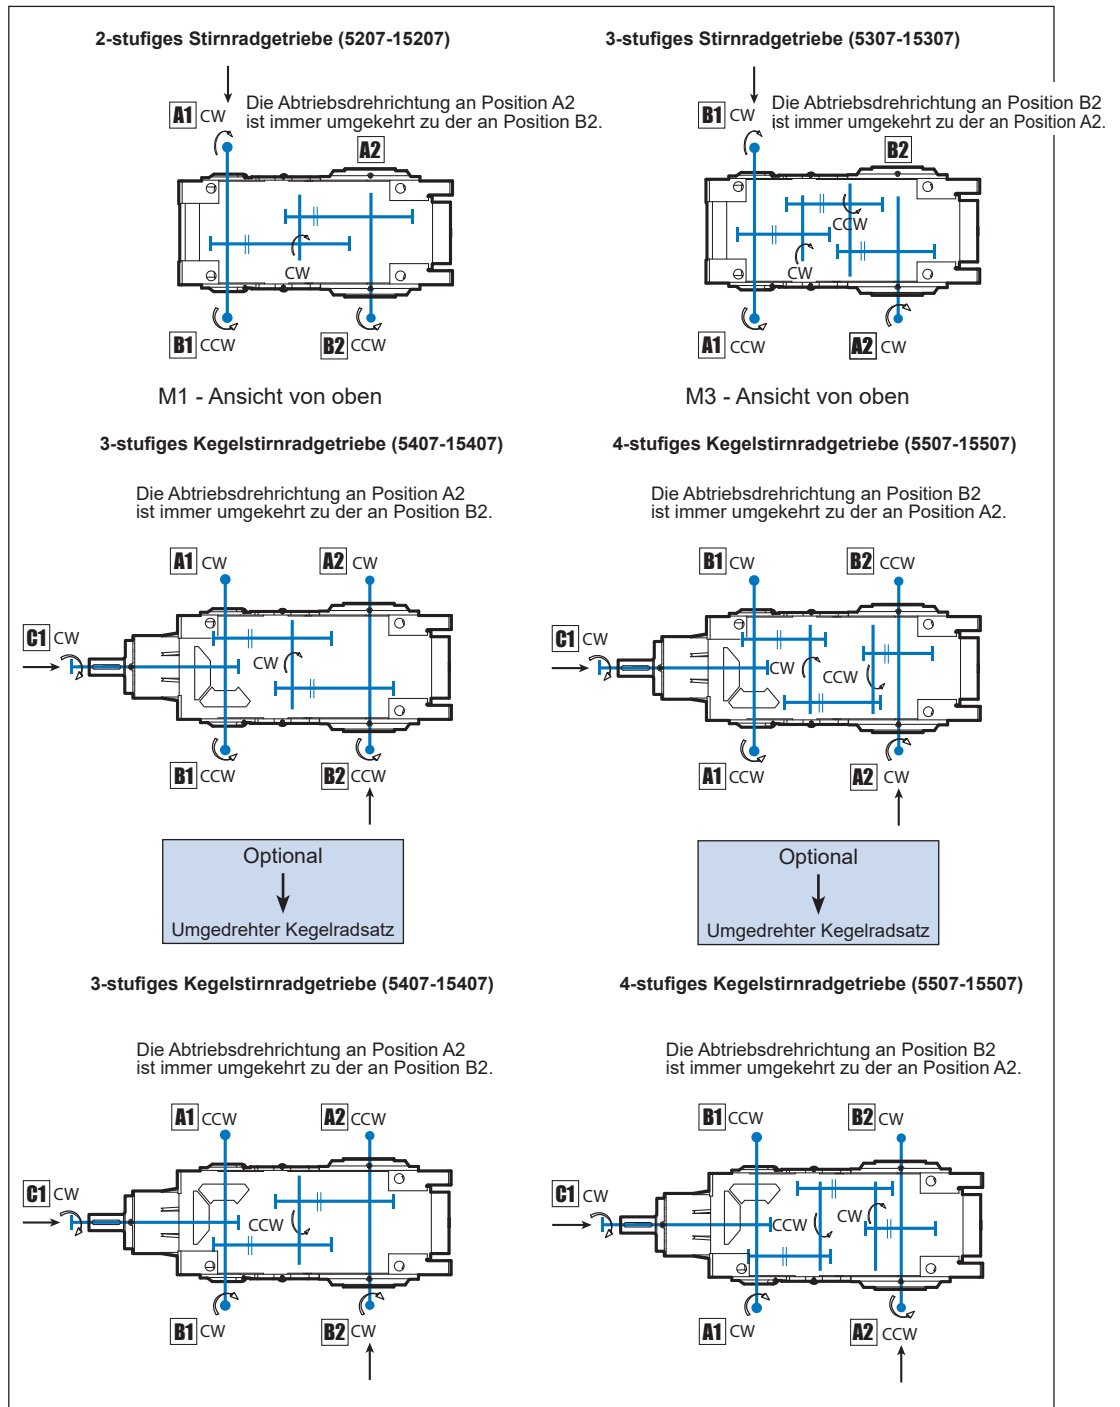 2-stufiges Stirnradgetriebe (5207-15207)
A1 CW
Die Abtriebsdrehrichtung an Position A2
ist immer umgekehrt zu der an Position B2.
A2
CW
B1 CCW
B2 CCW
M1 - Ansicht von oben
3-stufiges Stirnradgetriebe (5307-15307)
B1 CW
Die Abtriebsdrehrichtung an Position B2
ist immer umgekehrt zu der an Position A2.
B2
CCW
CW
A1 CCW
A2 CW
M3 - Ansicht von oben
3-stufiges Kegelstirnradgetriebe (5407-15407)
Die Abtriebsdrehrichtung an Position A2
ist immer umgekehrt zu der an Position B2.
A1 CW
A2 CW
C1 CW
CW
B1 CCW
B2 CCW
Optional
Umgedrehter Kegelradsatz
4-stufiges Kegelstirnradgetriebe (5507-15507)
Die Abtriebsdrehrichtung an Position B2
ist immer umgekehrt zu der an Position A2.
B1 CW
B2 CCW
C1 CW
CW
CCW
A1 CCW
A2 CW
Optional
Umgedrehter Kegelradsatz
3-stufiges Kegelstirnradgetriebe (5407-15407)
Die Abtriebsdrehrichtung an Position A2
ist immer umgekehrt zu der an Position B2.
A1 CCW
A2 CCW
C1 CW
CCW
B1 CW
B2 CW
4-stufiges Kegelstirnradgetriebe (5507-15507)
Die Abtriebsdrehrichtung an Position B2
ist immer umgekehrt zu der an Position A2.
B1 CCW
B2 CW
C1 CW
CCW
CW
A1 CW
A2 CCW